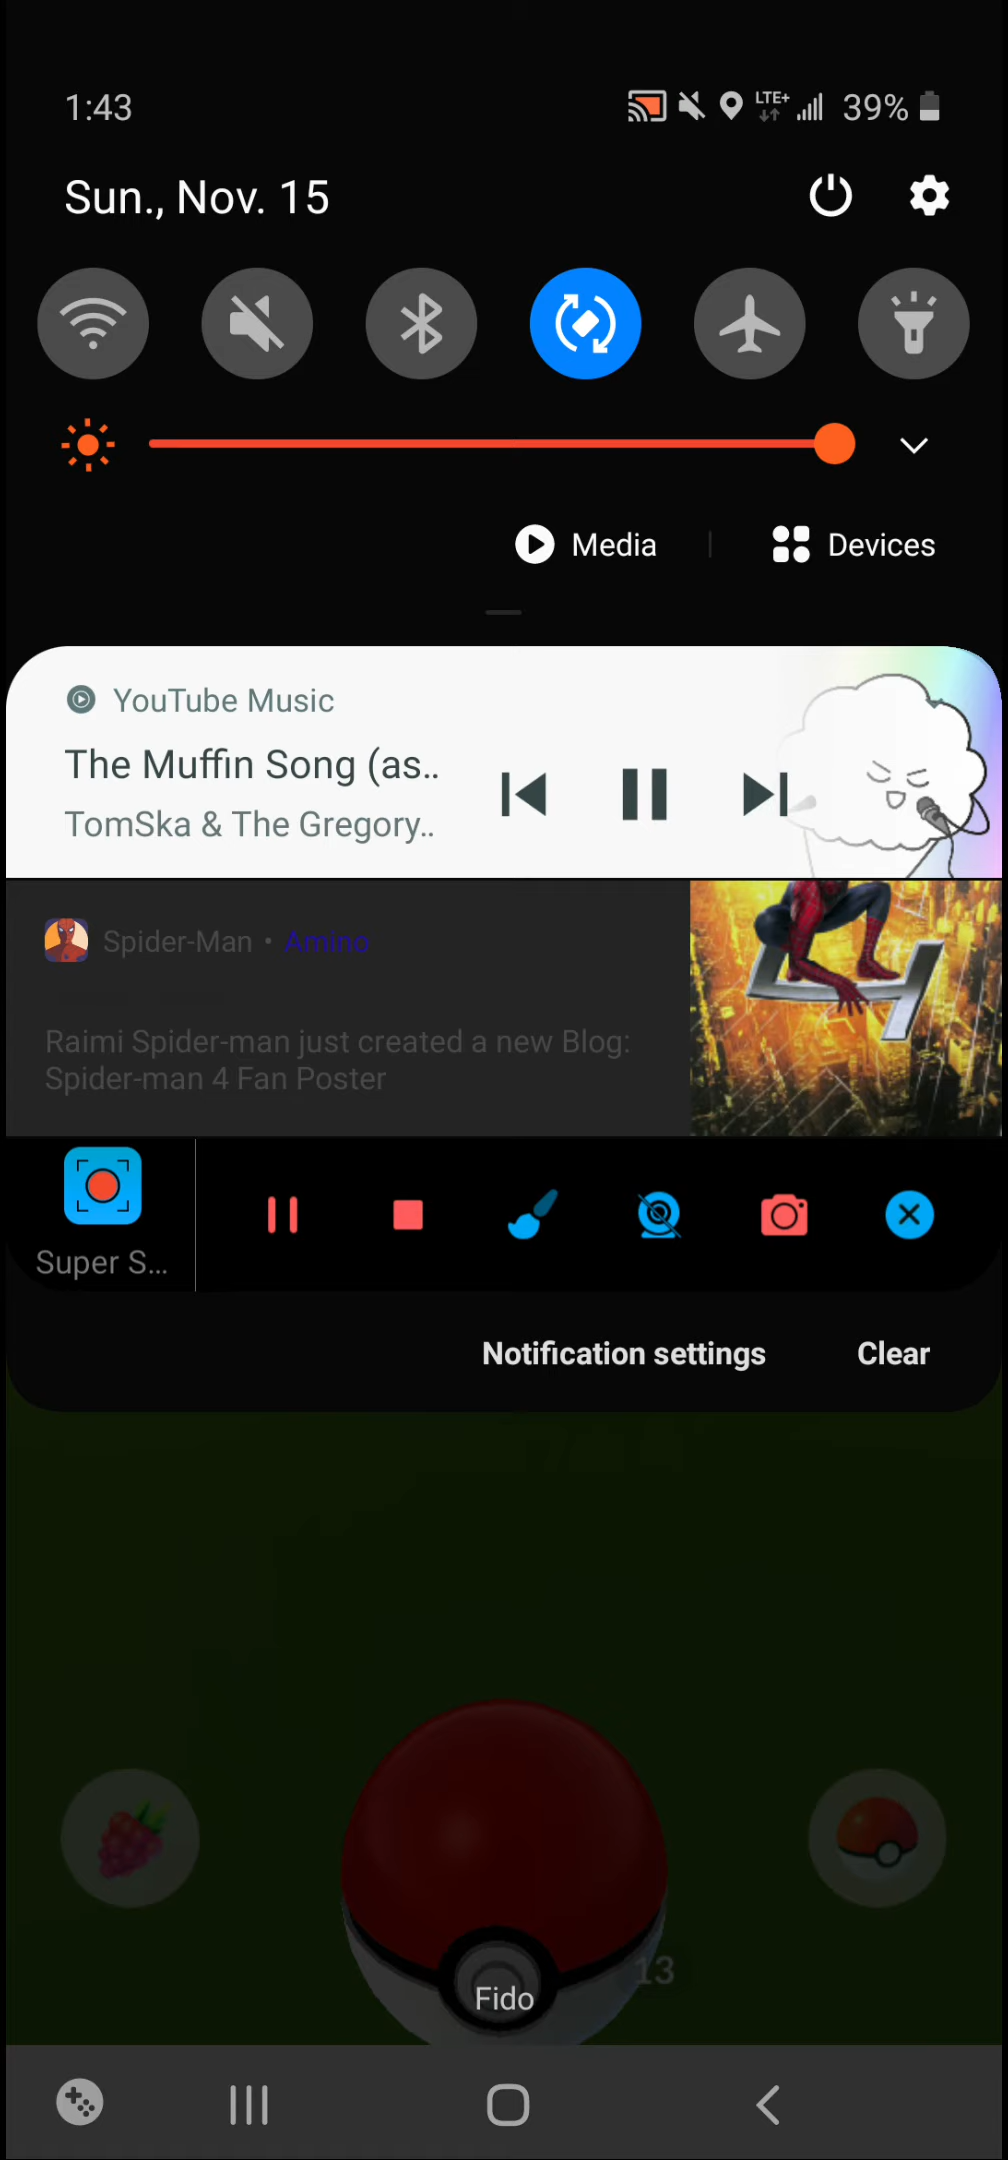 1:43 LTE+ 39%
Sun., Nov. 15
Media Devices
YouTube Music
The Muffin Song (as..
TomSka & The Gregory..
Spider-Man • Amino
Raimi Spider-man just created a new Blog:
Spider-man 4 Fan Poster
Super S...
Notification settings Clear
13
Fido